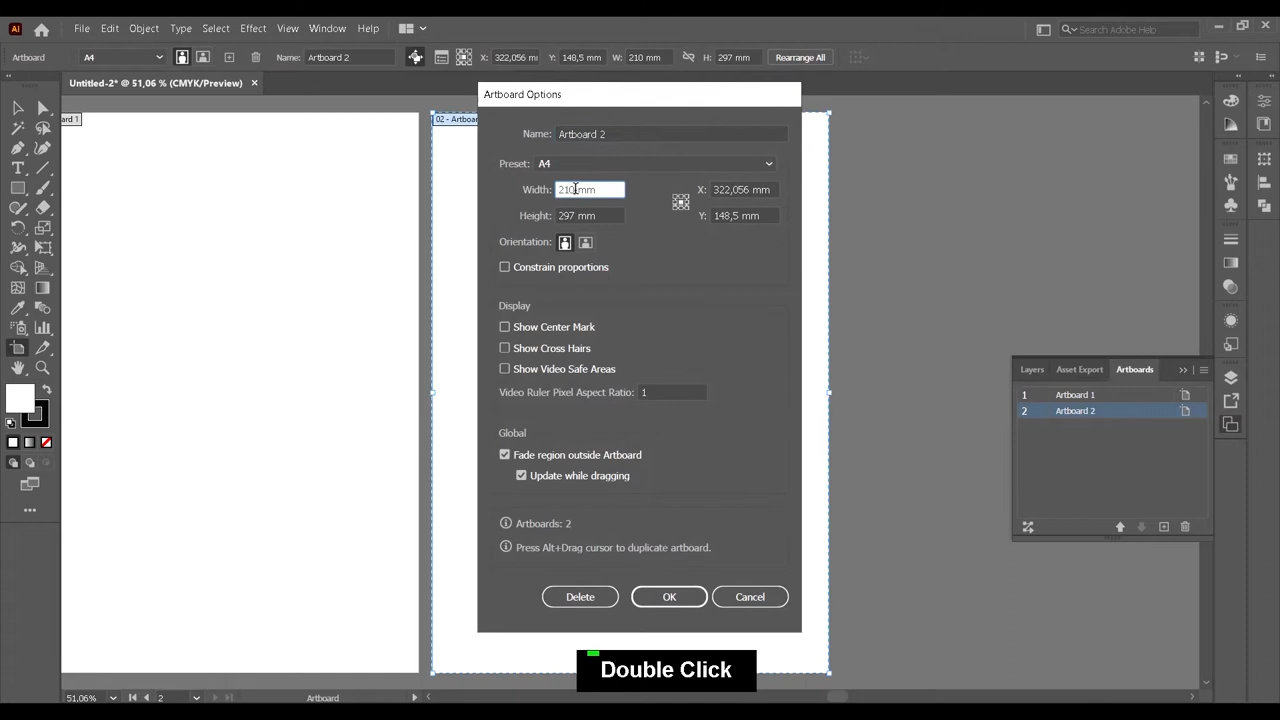 Ai File Edit Object Type Select Effect View Window Help Search Adobe Help
Artboard A4 Name: Artboard 2 X: 322,056 mm Y: 148,5 mm W: 210 mm H: 297 mm Rearrange All
Untitled-2* @ 51,06 % (CMYK/Preview)
Artboard Options
ard 1
02 - Artboa
Name: Artboard 2
Preset: A4
Width: 210 mm X: 322,056 mm
Height: 297 mm Y: 148,5 mm
Orientation:
Constrain proportions
Display
Show Center Mark
Show Cross Hairs
Show Video Safe Areas
Video Ruler Pixel Aspect Ratio: 1
Layers Asset Export Artboards
1 Artboard 1
2 Artboard 2
Global
Fade region outside Artboard
Update while dragging
Artboards: 2
Press Alt+Drag cursor to duplicate artboard.
Delete OK Cancel
Double Click
51,06% 2 Artboard